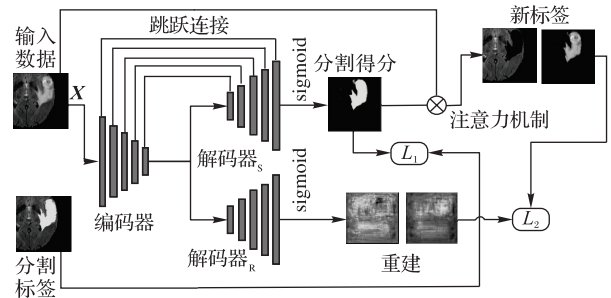 跳跃连接
新标签
输入
数据
X
sigmoid
分割得分
注意力机制
解码器S
L1
编码器
sigmoid
L2
分割
标签
解码器R
重建